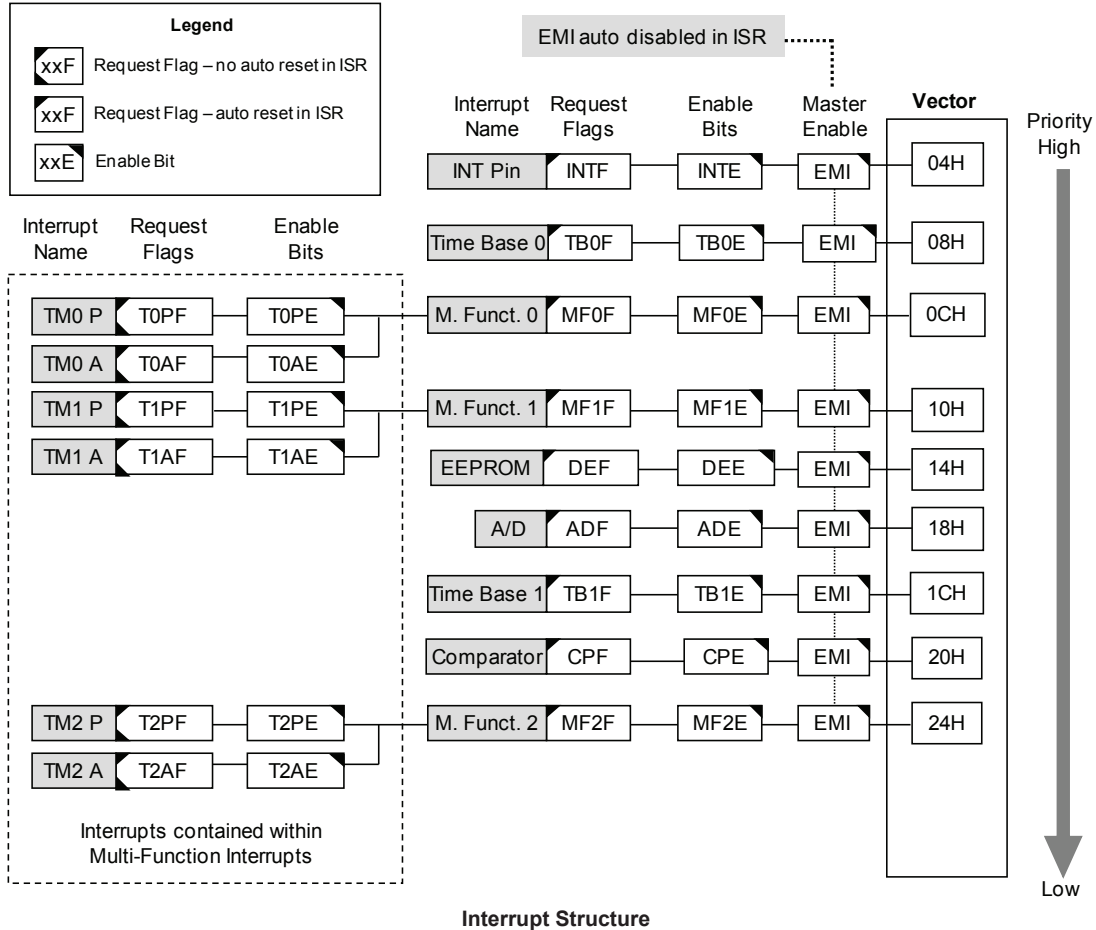 Legend
xxF Request Flag – no auto reset in ISR
xxF Request Flag – auto reset in ISR
xxE Enable Bit
EMI auto disabled in ISR
Interrupt Name Request Flags Enable Bits Master Enable Vector
Priority High
INT Pin INTF INTE EMI 04H
Interrupt Name Request Flags Enable Bits
Time Base 0 TB0F TB0E EMI 08H
TM0 P T0PF T0PE M. Funct. 0 MF0F MF0E EMI 0CH
TM0 A T0AF T0AE
TM1 P T1PF T1PE M. Funct. 1 MF1F MF1E EMI 10H
TM1 A T1AF T1AE EEPROM DEF DEE EMI 14H
A/D ADF ADE EMI 18H
Time Base 1 TB1F TB1E EMI 1CH
Comparator CPF CPE EMI 20H
TM2 P T2PF T2PE M. Funct. 2 MF2F MF2E EMI 24H
TM2 A T2AF T2AE
Interrupts contained within
Multi-Function Interrupts
Low
Interrupt Structure